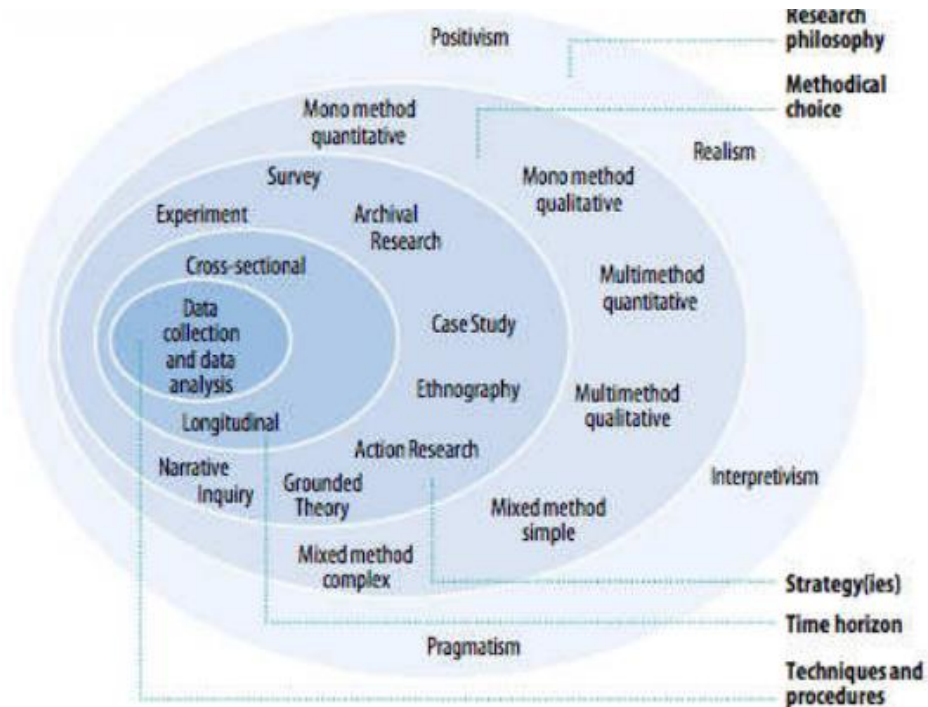 Positivism
Research
philosophy
Methodical
choice
Mono method
quantitative
Realism
Survey
Mono method
qualitative
Experiment
Archival
Research
Cross-sectional
Multimethod
quantitative
Data
collection
and data
analysis
Case Study
Ethnography
Multimethod
qualitative
Longitudinal
Action Research
Narrative
Inquiry
Grounded
Theory
Interpretivism
Mixed method
simple
Mixed method
complex
Strategy(ies)
Time horizon
Pragmatism
Techniques and
procedures